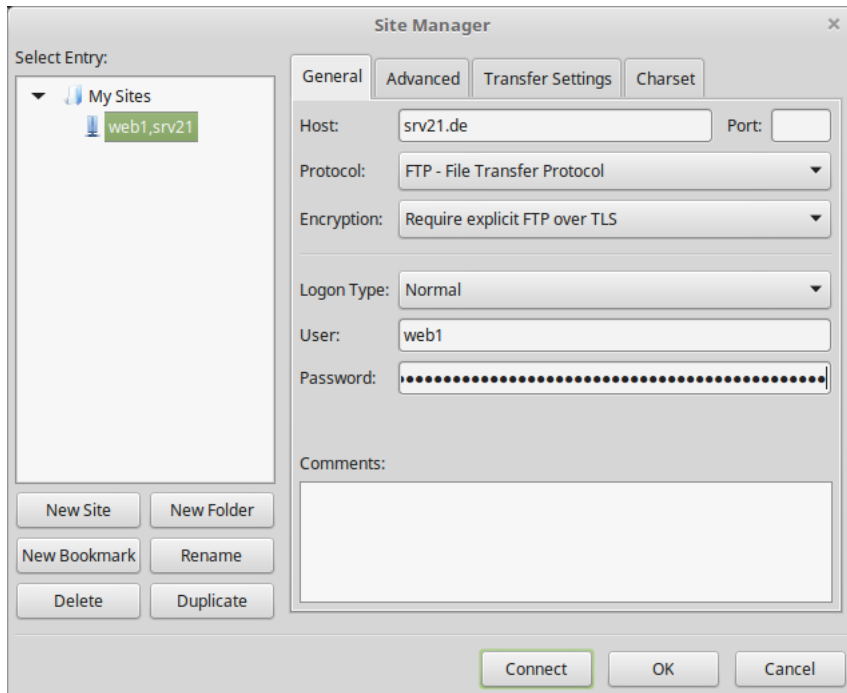 Site Manager ×
Select Entry:
My Sites
web1,srv21
New Site New Folder
New Bookmark Rename
Delete Duplicate
General Advanced Transfer Settings Charset
Host: srv21.de Port:
Protocol: FTP - File Transfer Protocol
Encryption: Require explicit FTP over TLS
Logon Type: Normal
User: web1
Password:
Comments:
Connect OK Cancel